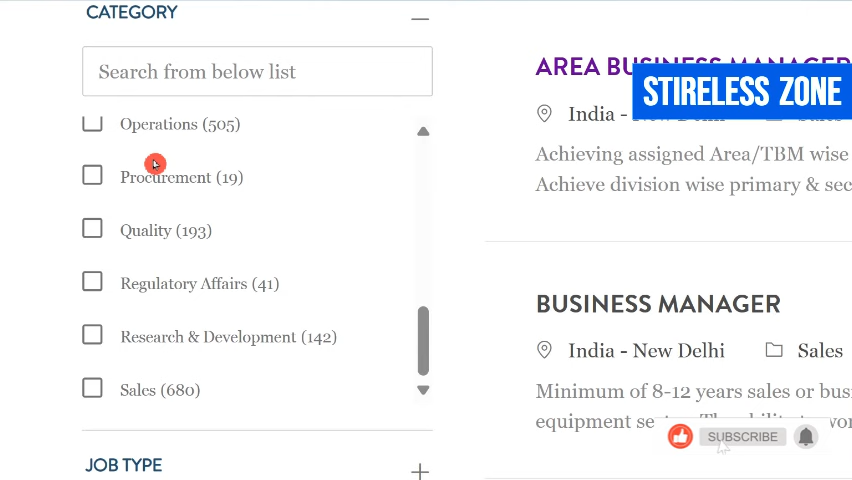 CATEGORY
Search from below list
Operations (505)
Procurement (19)
Quality (193)
Regulatory Affairs (41)
Research & Development (142)
Sales (680)
JOB TYPE
AREA BUSINESS MANAGER
STIRELESS ZONE
India - New Delhi
Achieving assigned Area/TBM wise
Achieve division wise primary & sec
BUSINESS MANAGER
India - New Delhi Sales
Minimum of 8-12 years sales or bus
equipment
SUBSCRIBE